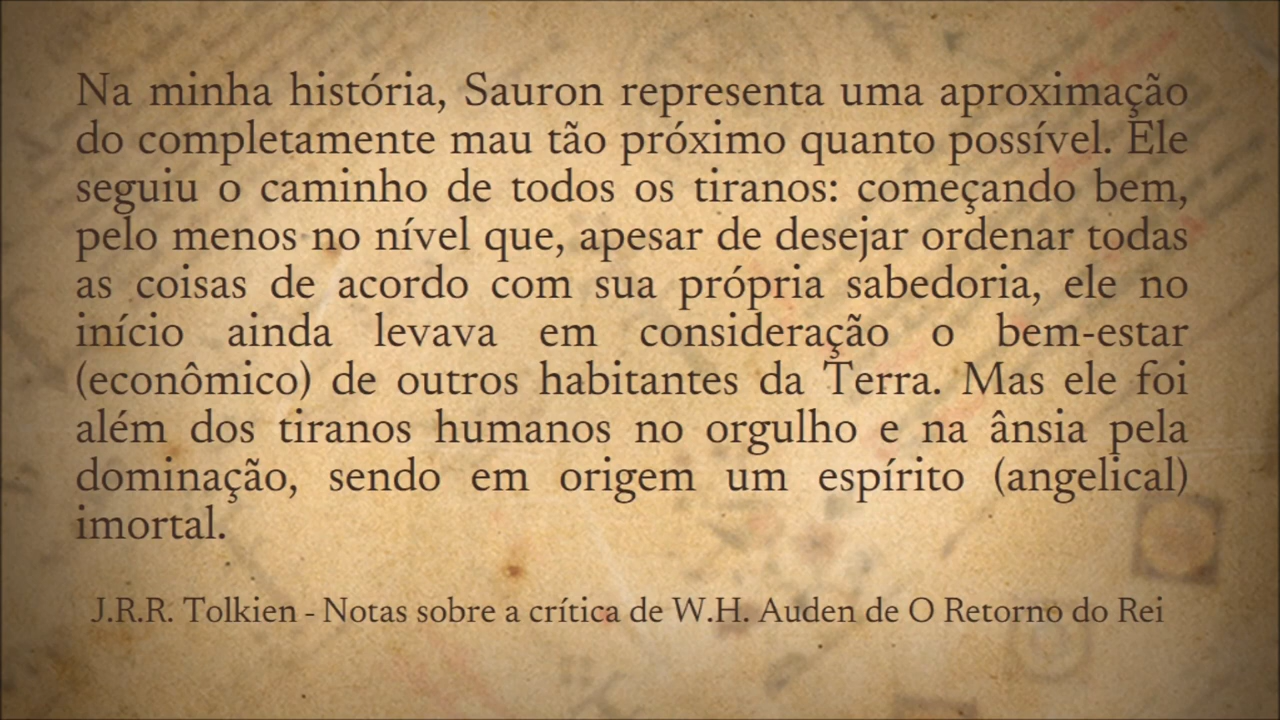 Na minha história, Sauron representa uma aproximação
do completamente mau tão próximo quanto possível. Ele
seguiu o caminho de todos os tiranos: começando bem,
pelo menos no nível que, apesar de desejar ordenar todas
as coisas de acordo com sua própria sabedoria, ele no
início ainda levava em consideração o bem-estar
(econômico) de outros habitantes da Terra. Mas ele foi
além dos tiranos humanos no orgulho e na ânsia pela
dominação, sendo em origem um espírito (angelical)
imortal.
J.R.R. Tolkien - Notas sobre a crítica de W.H. Auden de O Retorno do Rei